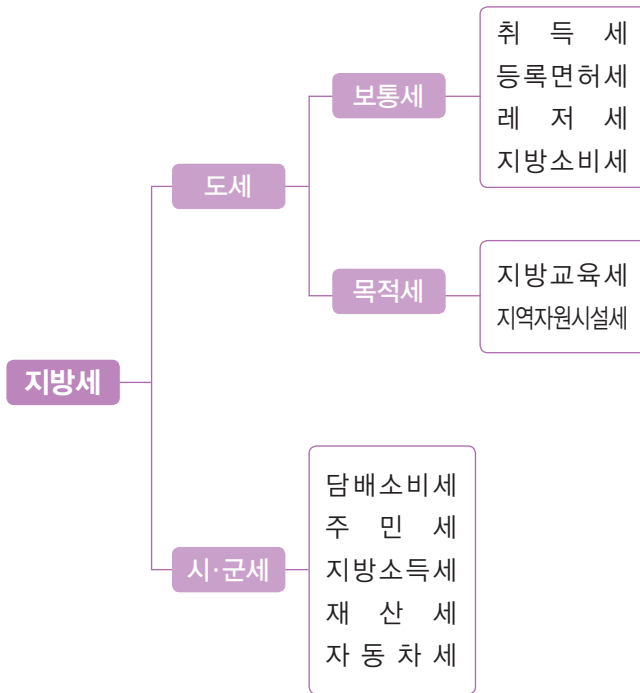 지방세
도세
보통세
취 득 세
등록면허세
레 저 세
지방소비세
목적세
지방교육세
지역자원시설세
시·군세
담배소비세
주 민 세
지방소득세
재 산 세
자 동 차 세